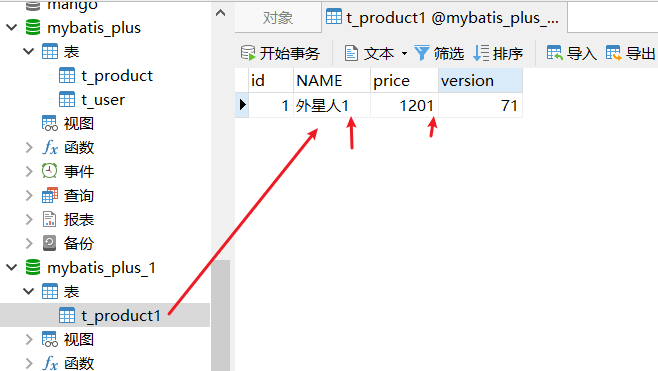 mango
mybatis_plus
表
t_product
t_user
视图
函数
事件
查询
报表
备份
mybatis_plus_1
表
t_product1
视图
函数
对象 t_product1 @mybatis_plus_...
开始事务 文本 筛选 排序 导入 导出
id NAME price version
1 外星人1 1201 71